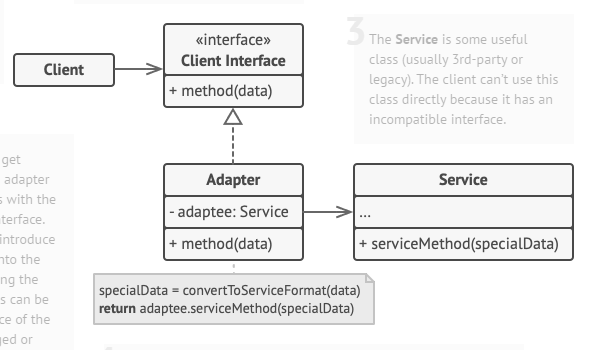 «interface»
Client Interface
+ method(data)
Client
3
The Service is some useful
class (usually 3rd-party or
legacy). The client can't use this
class directly because it has an
incompatible interface.
get
adapter
s with the
terface.
introduce
nto the
ng the
s can be
ce of the
ged or
Adapter
- adaptee: Service
+ method(data)
Service
...
+ serviceMethod(specialData)
specialData = convertToServiceFormat(data)
return adaptee.serviceMethod(specialData)